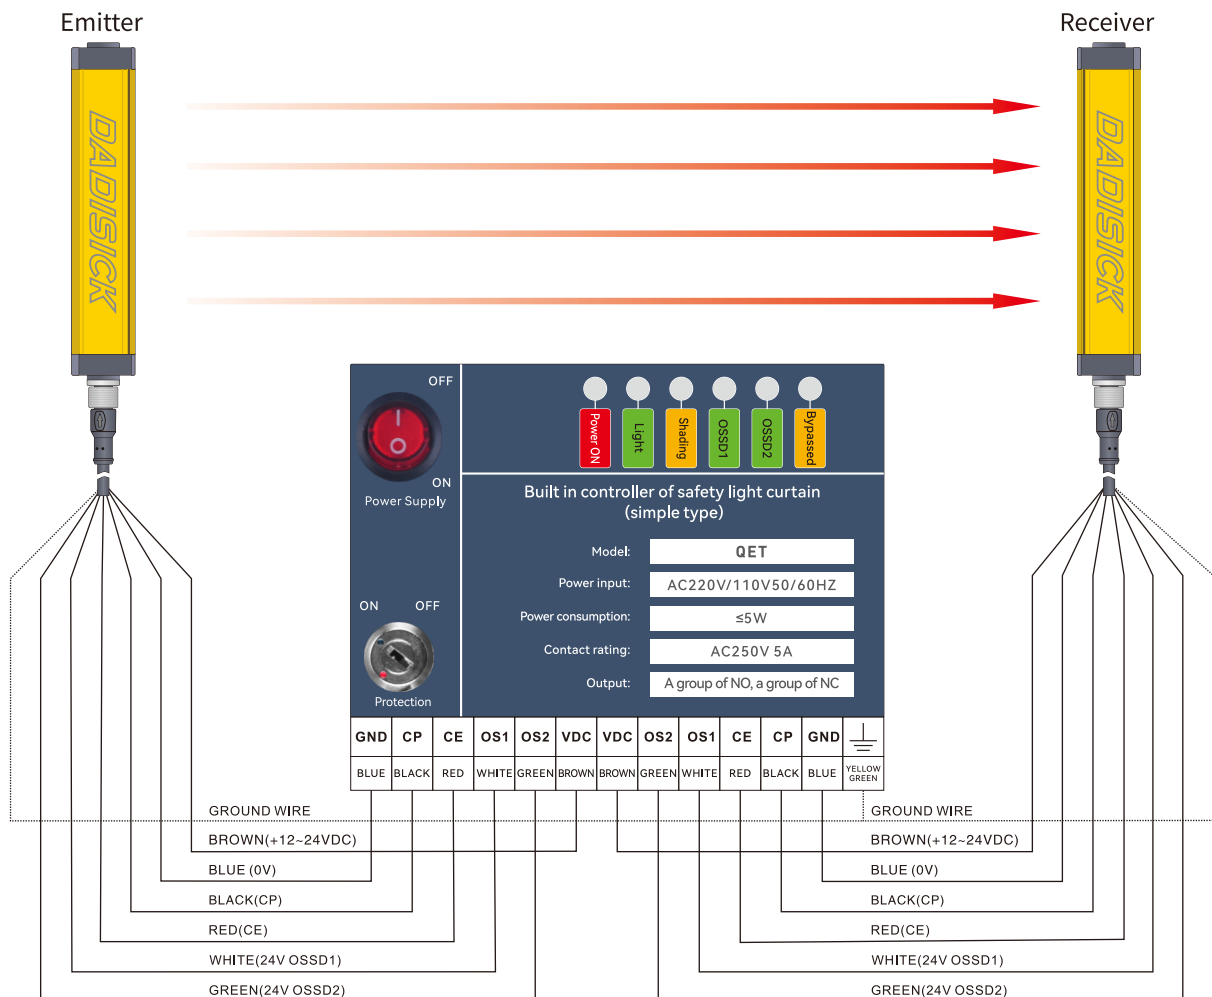 Emitter
Receiver
DADISICK
DADISICK
OFF
ON
Power Supply
Power ON
Light
Shading
OSSD1
OSSD2
Bypassed
Built in controller of safety light curtain
(simple type)
Model:
QET
Power input:
AC220V/110V50/60HZ
Power consumption:
≤5W
Contact rating:
AC250V 5A
Output:
A group of NO, a group of NC
ON OFF
Protection
GND CP CE OS1 OS2 VDC VDC OS2 OS1 CE CP GND
BLUE BLACK RED WHITE GREEN BROWN BROWN GREEN WHITE RED BLACK BLUE YELLOW
GREEN
GROUND WIRE
BROWN(+12~24VDC)
BLUE (0V)
BLACK(CP)
RED(CE)
WHITE(24V OSSD1)
GREEN(24V OSSD2)
GROUND WIRE
BROWN(+12~24VDC)
BLUE (0V)
BLACK(CP)
RED(CE)
WHITE(24V OSSD1)
GREEN(24V OSSD2)